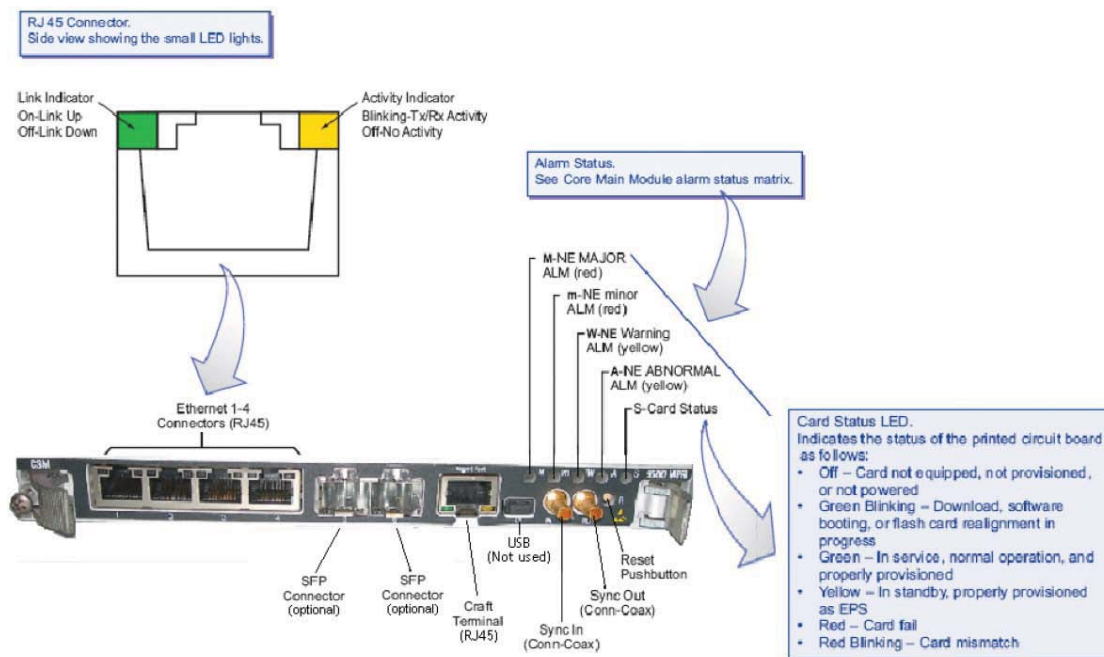 RJ 45 Connector.
Side view showing the small LED lights.
Link Indicator
On-Link Up
Off-Link Down
Activity Indicator
Blinking-Tx/Rx Activity
Off-No Activity
Alarm Status.
See Core Main Module alarm status matrix.
M-NE MAJOR
ALM (red)
m-NE minor
ALM (red)
W-NE Warning
ALM (yellow)
A-NE ABNORMAL
ALM (yellow)
S-Card Status
Ethernet 1-4
Connectors (RJ45)
Card Status LED.
Indicates the status of the printed circuit board
as follows:
• Off – Card not equipped, not provisioned,
or not powered
• Green Blinking – Download, software
booting, or flash card realignment in
progress
• Green – In service, normal operation, and
properly provisioned
• Yellow – In standby, properly provisioned
as EPS
• Red – Card fail
• Red Blinking – Card mismatch
M m W A S
1 2 3 4
SFP
Connector
(optional)
SFP
Connector
(optional)
Craft
Terminal
(RJ45)
USB
(Not used)
Sync In
(Conn-Coax)
Sync Out
(Conn-Coax)
Reset
Pushbutton